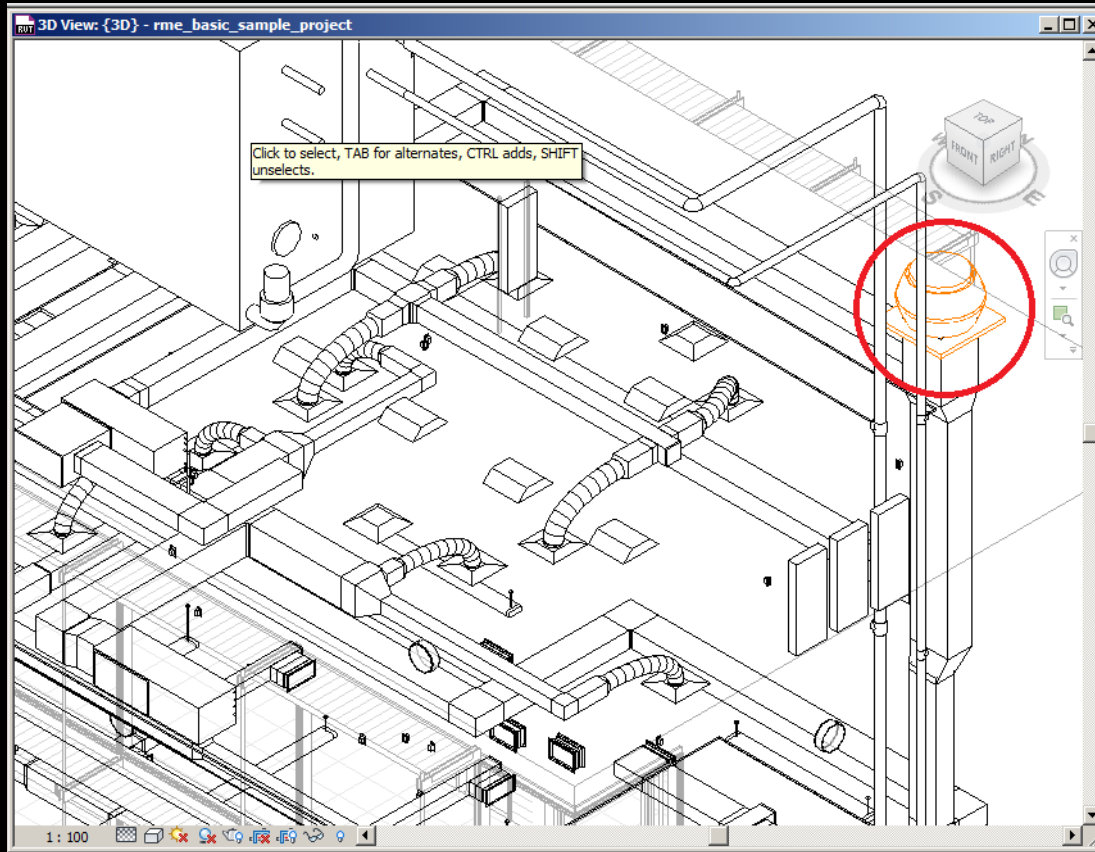 RVT 3D View: {3D} - rme_basic_sample_project
Click to select, TAB for alternates, CTRL adds, SHIFT
unselects.
TOP
FRONT RIGHT
W N
S E
1 : 100